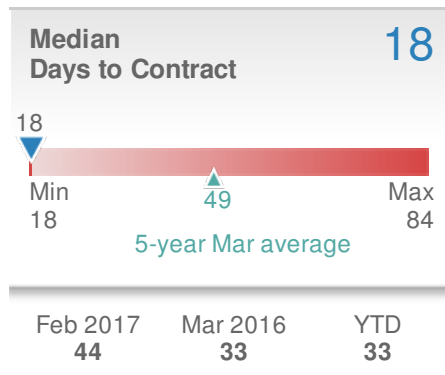 Median
Days to Contract
18
18
Min
18
49
Max
84
5-year Mar average
Feb 2017
44
Mar 2016
33
YTD
33